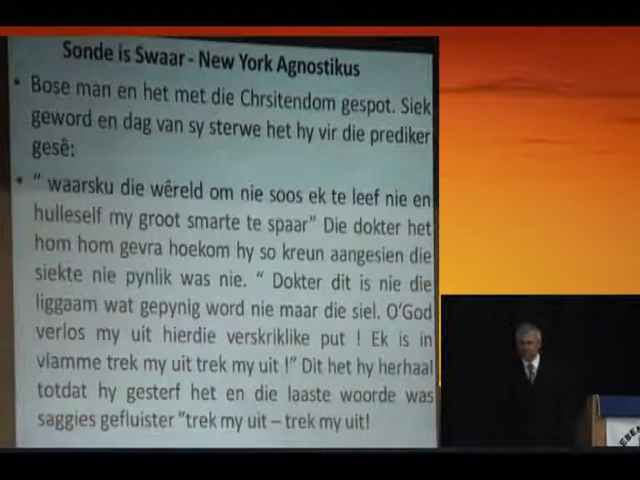 Sonde is Swaar - New York Agnostikus
• Bose man en het met die Chrsitendom gespot. Siek
geword en dag van sy sterwe het hy vir die prediker
gesê:
• " waarsku die wêreld om nie soos ek te leef nie en
hulleself my groot smarte te spaar" Die dokter het
hom hom gevra hoekom hy so kreun aangesien die
siekte nie pynlik was nie. " Dokter dit is nie die
liggaam wat gepynig word nie maar die siel. O'God
verlos my uit hierdie verskriklike put ! Ek is in
vlamme trek my uit trek my uit !" Dit het hy herhaal
totdat hy gesterf het en die laaste woorde was
saggies gefluister "trek my uit – trek my uit!